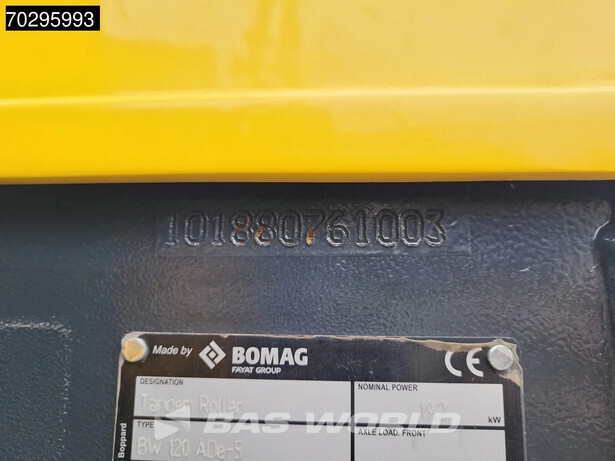 70295993
101880761003
Made by BOMAG
FAYAT GROUP
CE
DESIGNATION
Tandem Roller
NOMINAL POWER
kW
TYPE
BW 120 ADe-5
AXLE LOAD, FRONT
Boppard
BAS WORLD